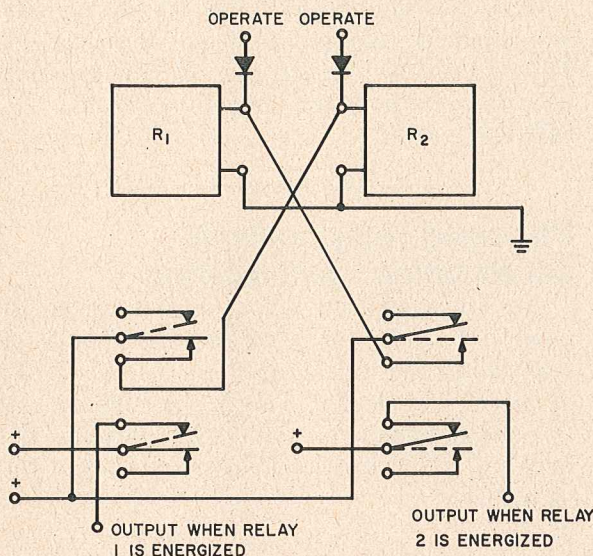 OPERATE OPERATE
R1 R2
+
+
+
OUTPUT WHEN RELAY
1 IS ENERGIZED
OUTPUT WHEN RELAY
2 IS ENERGIZED